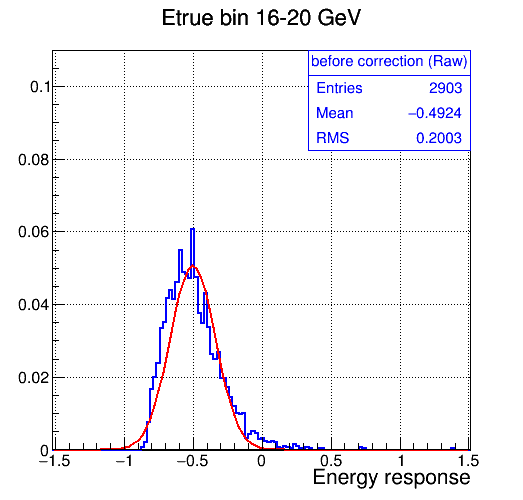 Etrue bin 16-20 GeV
before correction (Raw)
Entries 2903
Mean −0.4924
RMS 0.2003
0.1
0.08
0.06
0.04
0.02
0
−1.5 −1 −0.5 0 0.5 1 1.5
Energy response